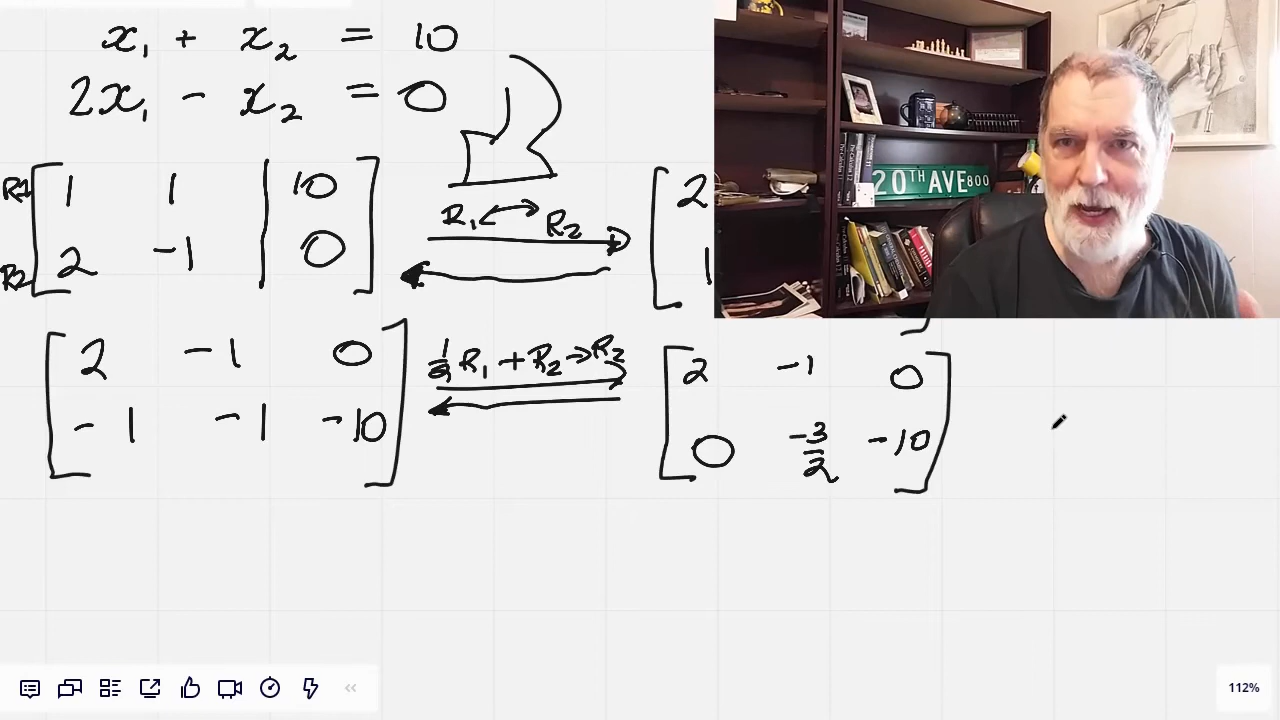 x₁ + x₂ = 10
2x₁ - x₂ = 0
R1 1 1 10
R2 2 -1 0
R₁ ↔ R₂
2
1
2 -1 0
-1 -1 -10
½R₁ + R₂ → R₂
2 -1 0
0 -3/2 -10
20TH AVE 800
112%